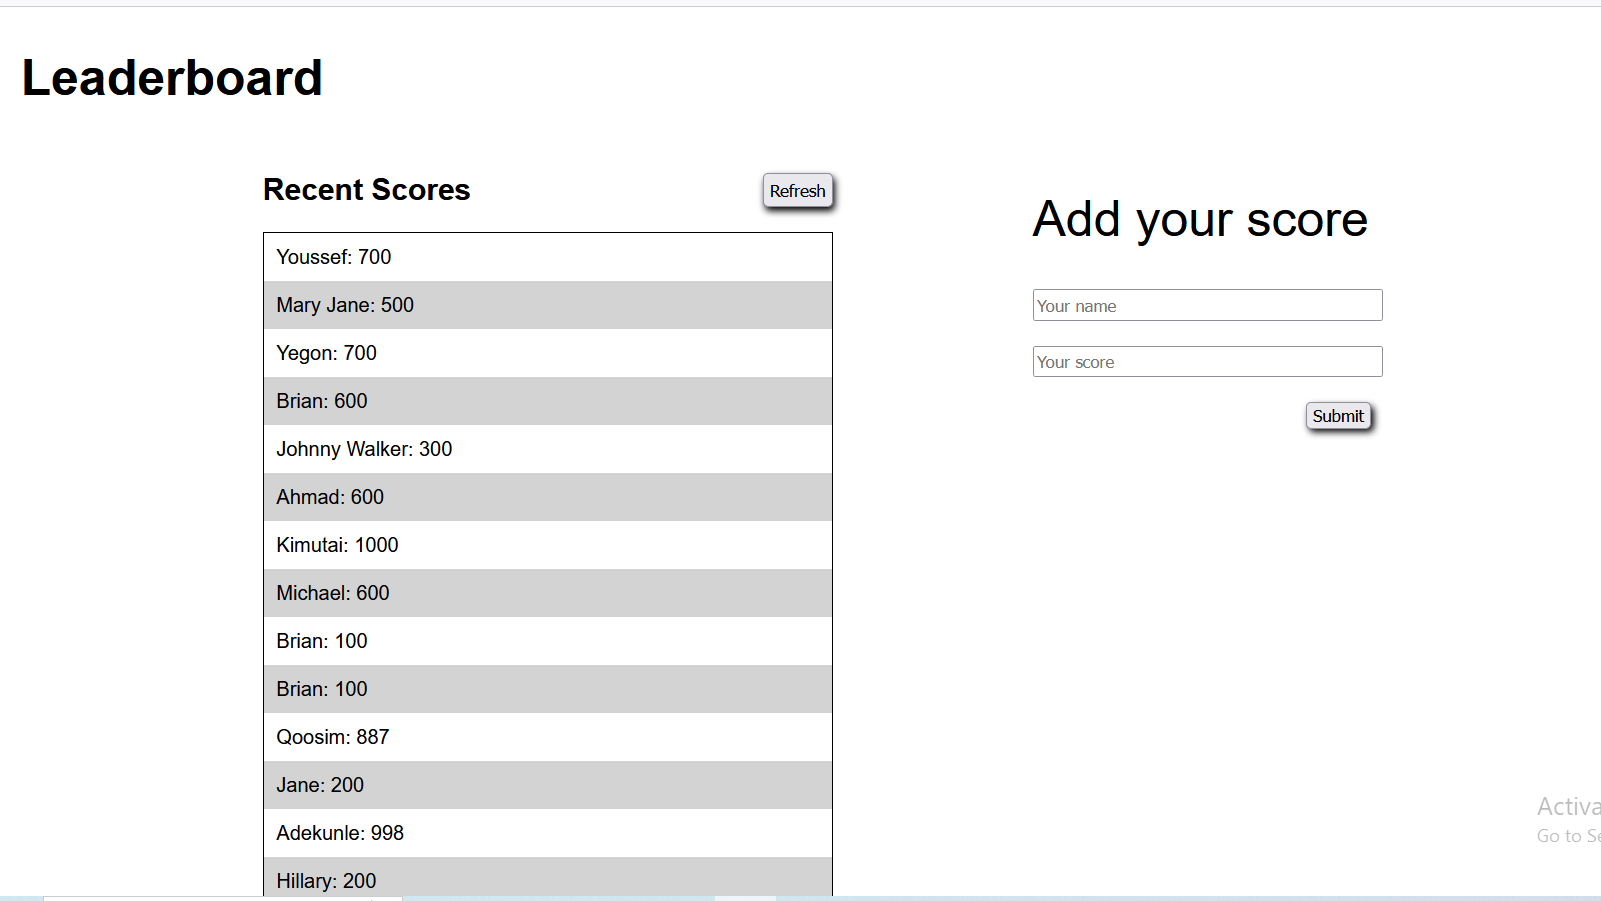 Leaderboard
Recent Scores
Refresh
Youssef: 700
Mary Jane: 500
Yegon: 700
Brian: 600
Johnny Walker: 300
Ahmad: 600
Kimutai: 1000
Michael: 600
Brian: 100
Brian: 100
Qoosim: 887
Jane: 200
Adekunle: 998
Hillary: 200
Add your score
Your name
Your score
Submit
Activa
Go to Se